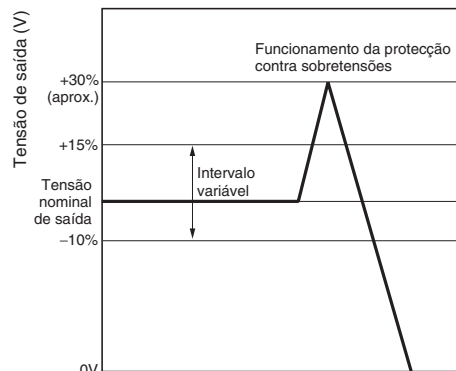 Tensão de saída (V)
Funcionamento da protecção
contra sobretensões
+30%
(aprox.)
+15%
Intervalo
variável
Tensão
nominal
de saída
−10%
0V